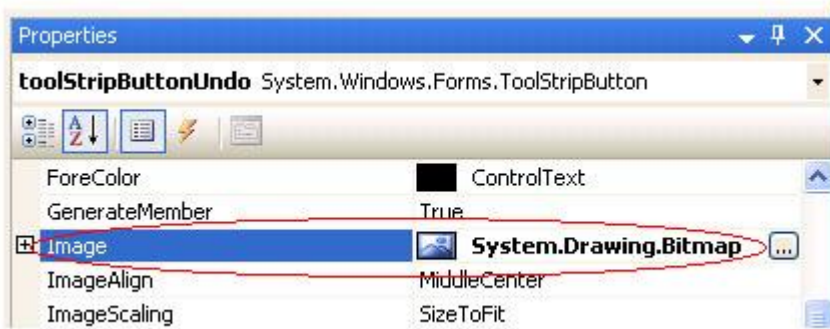 Properties
toolStripButtonUndo System.Windows.Forms.ToolStripButton
ForeColor ControlText
GenerateMember True
Image System.Drawing.Bitmap ...
ImageAlign MiddleCenter
ImageScaling SizeToFit